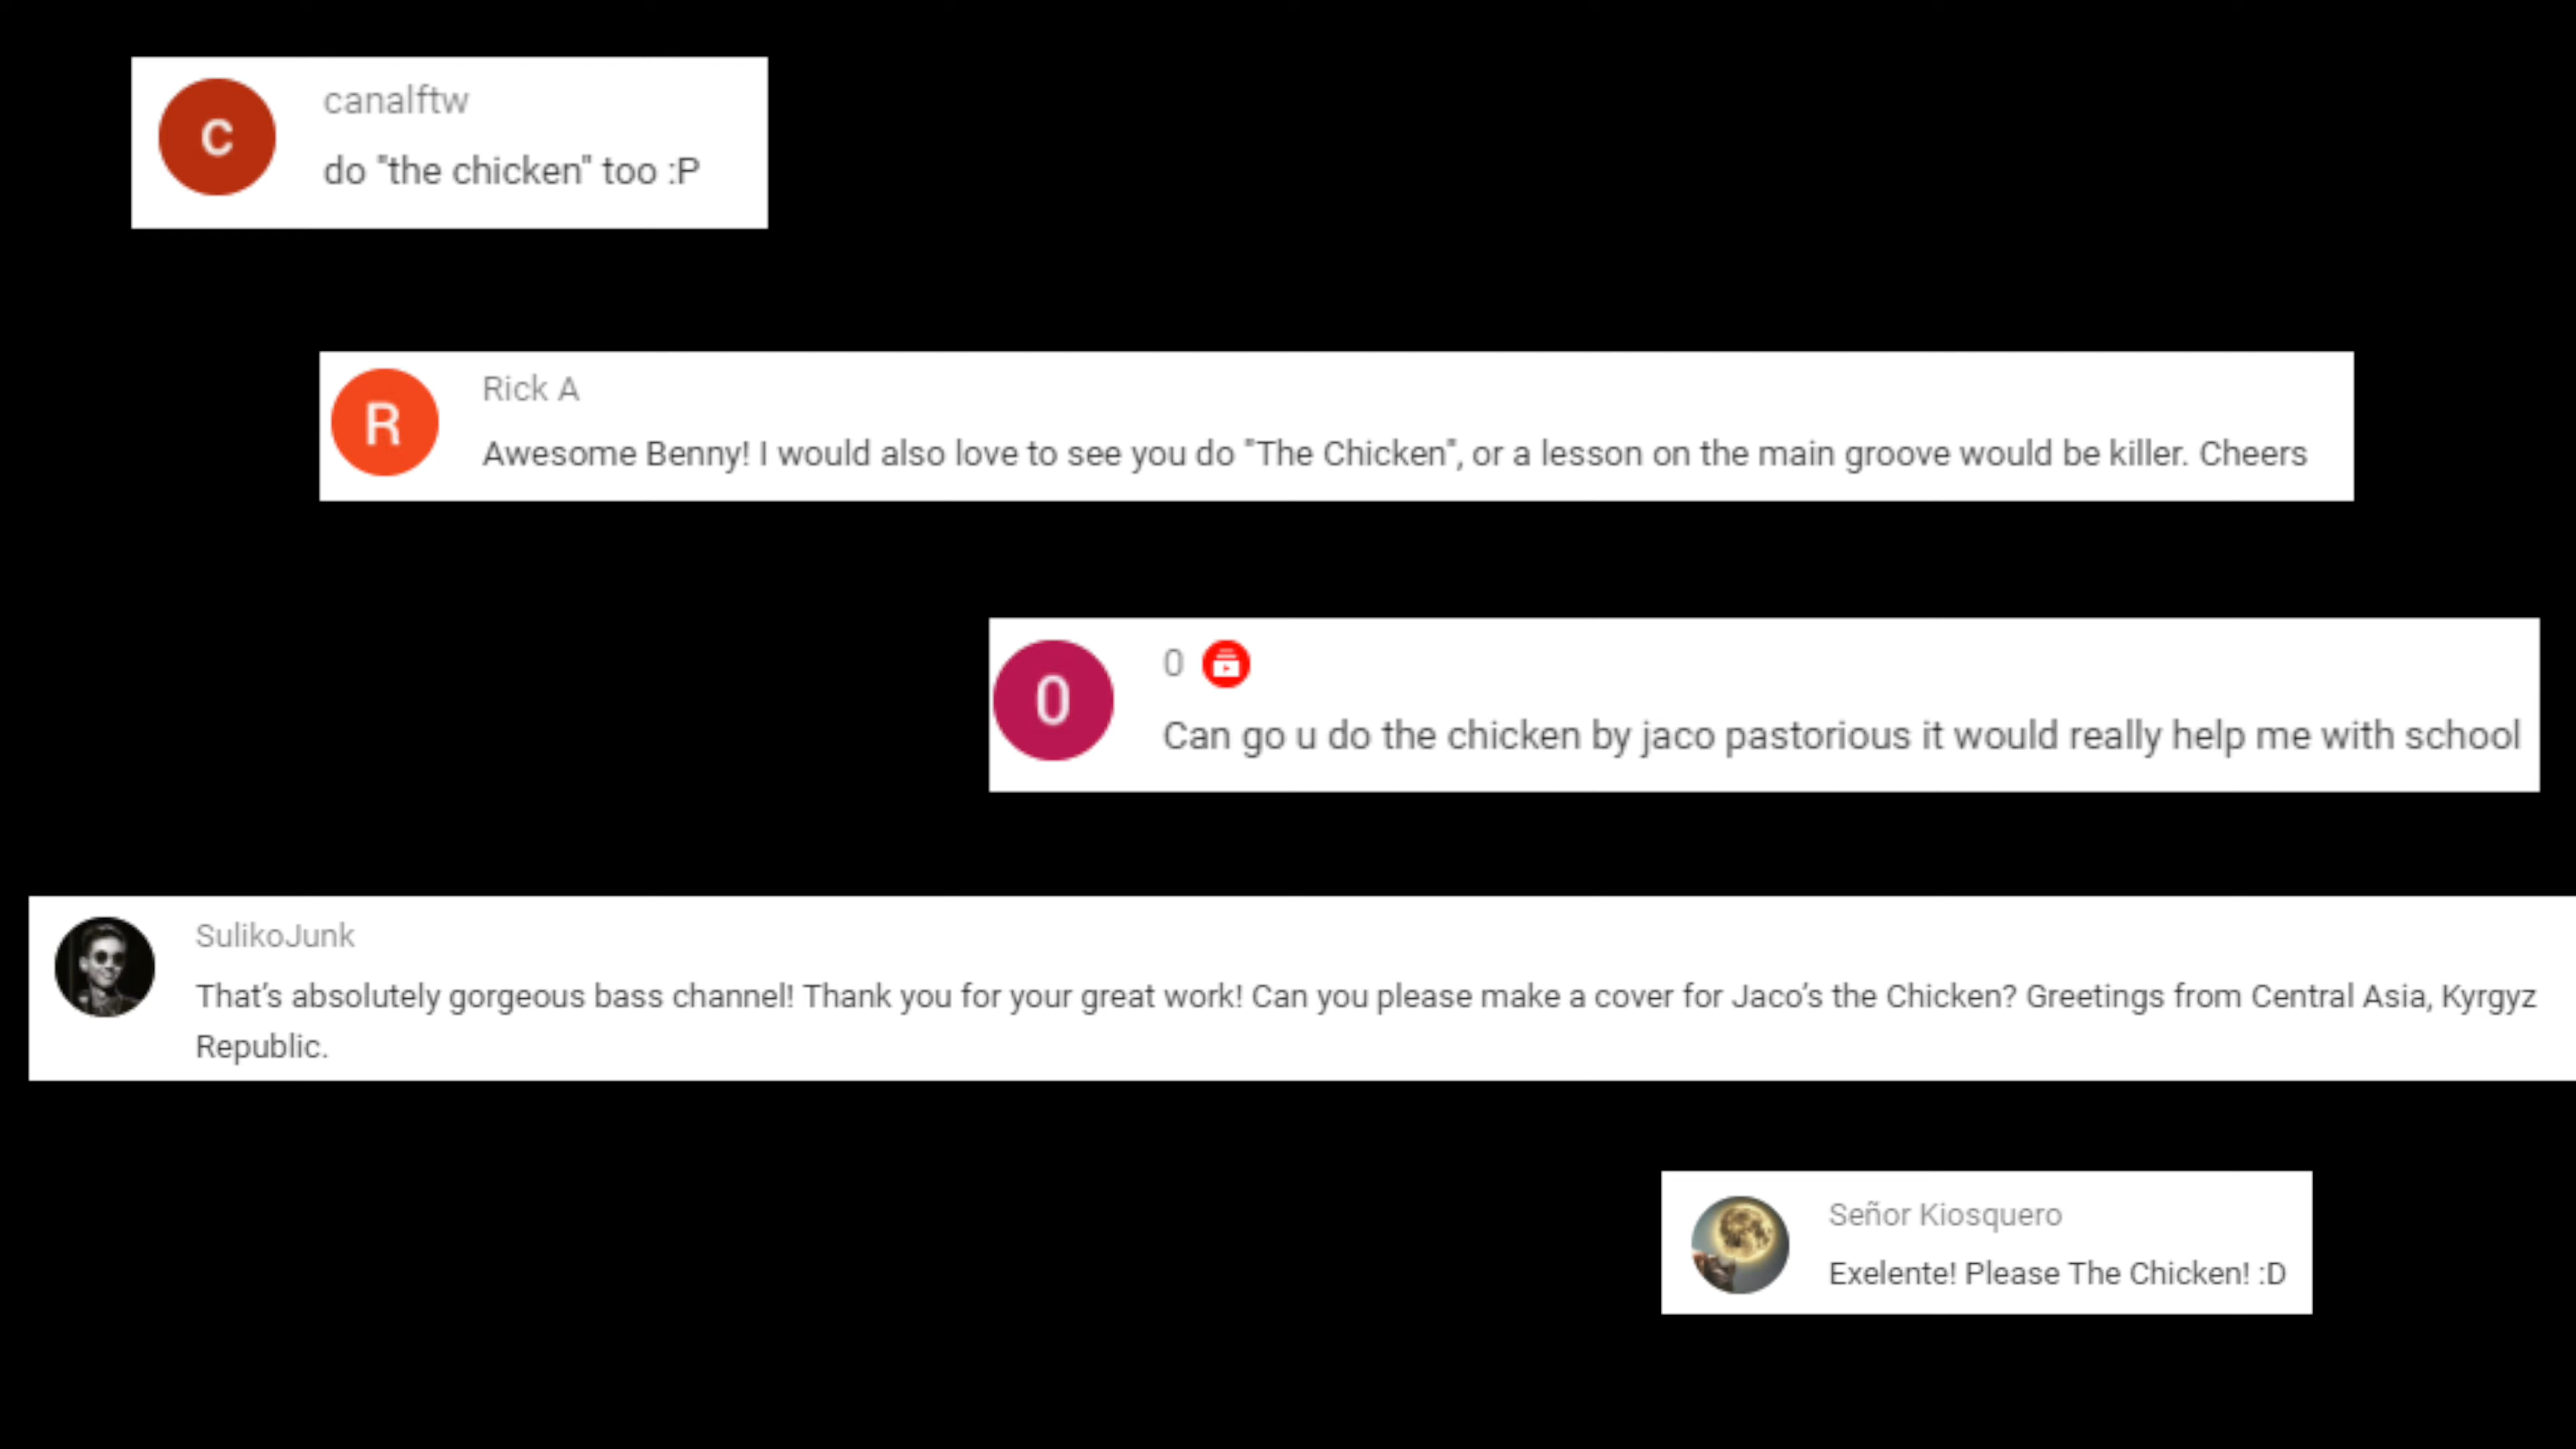 C
canalftw
do "the chicken" too :P
R
Rick A
Awesome Benny! I would also love to see you do "The Chicken", or a lesson on the main groove would be killer. Cheers
0
0
Can go u do the chicken by jaco pastorious it would really help me with school
SulikoJunk
That’s absolutely gorgeous bass channel! Thank you for your great work! Can you please make a cover for Jaco’s the Chicken? Greetings from Central Asia, Kyrgyz
Republic.
Señor Kiosquero
Exelente! Please The Chicken! :D